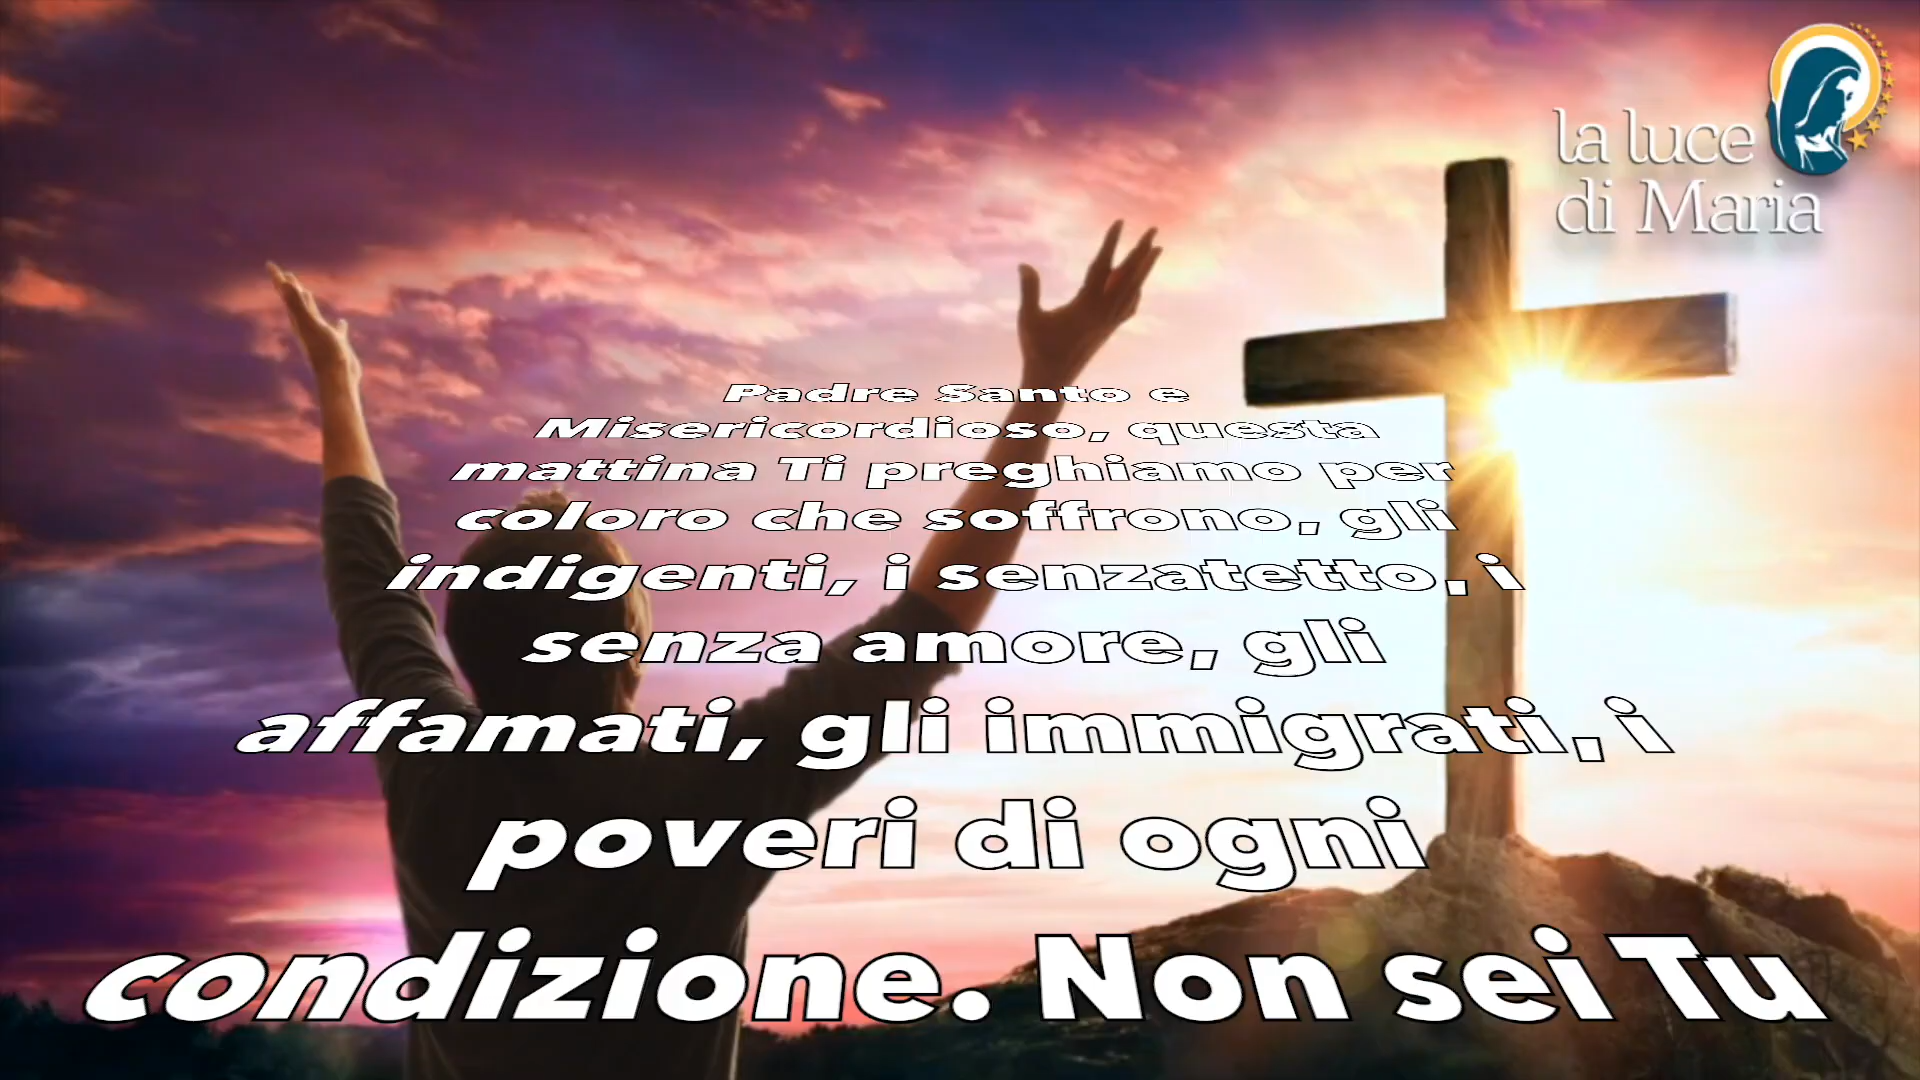 la luce
di Maria
Padre Santo e
Misericordioso, questa
mattina Ti preghiamo per
coloro che soffrono, gli
indigenti, i senzatetto, i
senza amore, gli
affamati, gli immigrati, i
poveri di ogni
condizione. Non sei Tu